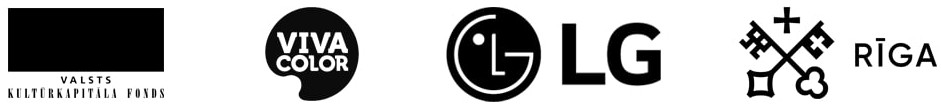 VALSTS
KULTŪRKAPITĀLA FONDS
VIVA
COLOR
LG
RĪGA